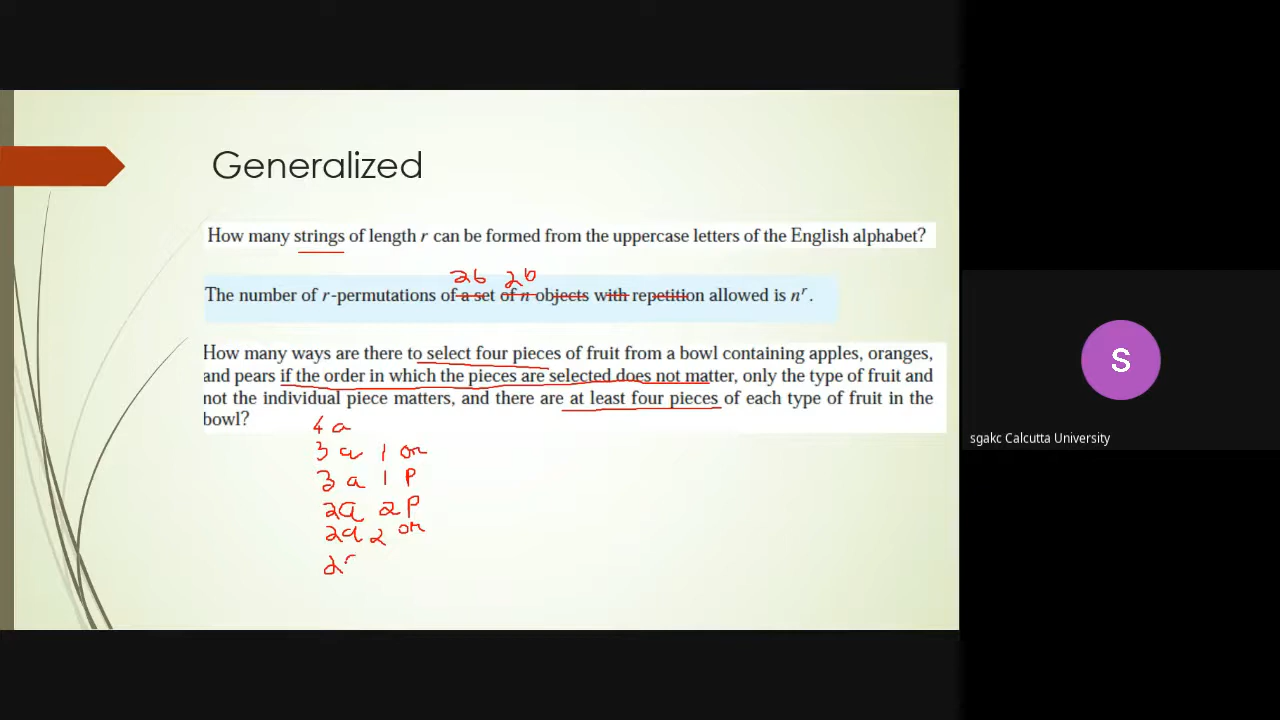 Generalized
How many strings of length r can be formed from the uppercase letters of the English alphabet?
26 26
The number of r-permutations of a set of n objects with repetition allowed is nʳ.
How many ways are there to select four pieces of fruit from a bowl containing apples, oranges,
and pears if the order in which the pieces are selected does not matter, only the type of fruit and
not the individual piece matters, and there are at least four pieces of each type of fruit in the
bowl?
4 a
3 a 1 or
3 a 1 P
2a 2 P
2a 2 or
2
S
sgakc Calcutta University